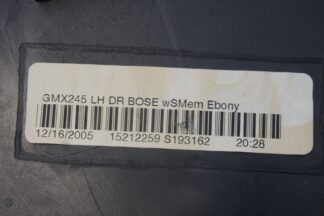 GMX245 LH DR BOSE wSMem Ebony
12/16/2005 15212259 S193162 20:28